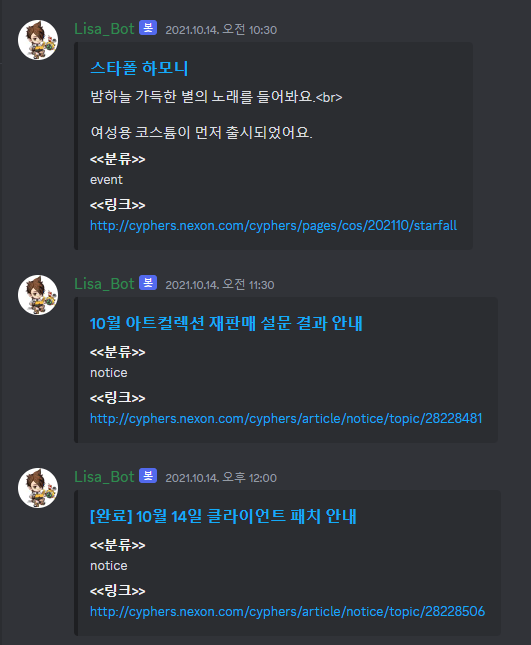 Lisa_Bot 봇 2021.10.14. 오전 10:30
스타폴 하모니
밤하늘 가득한 별의 노래를 들어봐요.<br>
여성용 코스튬이 먼저 출시되었어요.
<<분류>>
event
<<링크>>
http://cyphers.nexon.com/cyphers/pages/cos/202110/starfall
Lisa_Bot 봇 2021.10.14. 오전 11:30
10월 아트컬렉션 재판매 설문 결과 안내
<<분류>>
notice
<<링크>>
http://cyphers.nexon.com/cyphers/article/notice/topic/28228481
Lisa_Bot 봇 2021.10.14. 오후 12:00
[완료] 10월 14일 클라이언트 패치 안내
<<분류>>
notice
<<링크>>
http://cyphers.nexon.com/cyphers/article/notice/topic/28228506